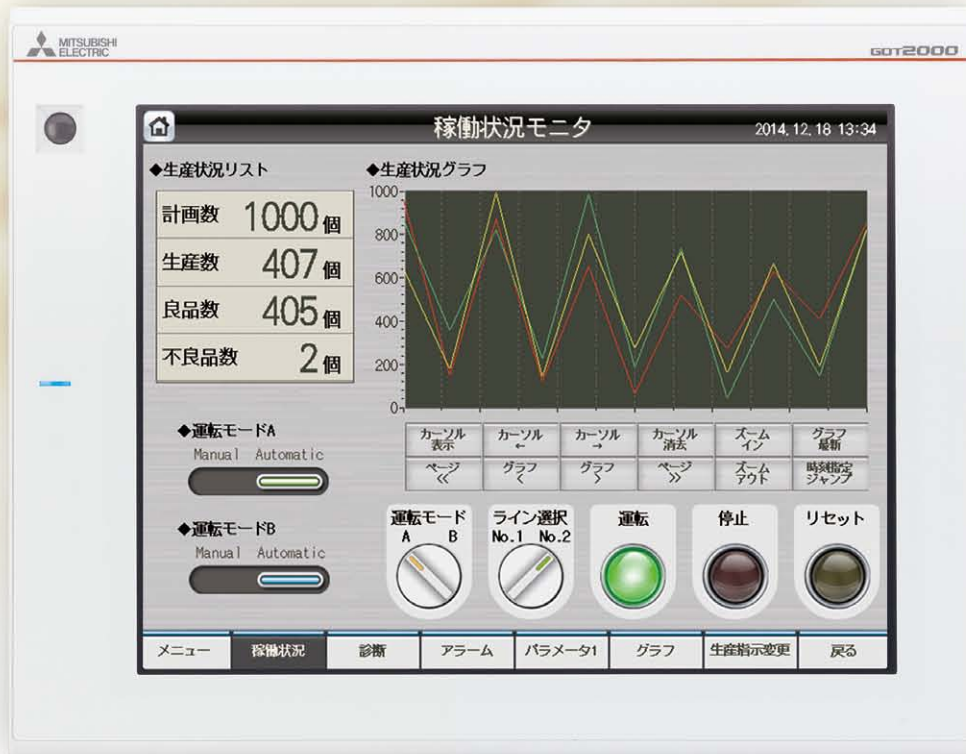 MITSUBISHI
ELECTRIC
GOT2000
稼働状況モニタ
2014.12.18 13:34
◆生産状況リスト
◆生産状況グラフ
計画数 1000個
生産数 407個
良品数 405個
不良品数 2個
1000
800
600
400
200
0
カーソル
表示
カーソル
←
カーソル
→
カーソル
消去
ズーム
イン
グラフ
最新
ページ
≪
グラフ
<
グラフ
>
ページ
≫
ズーム
アウト
時刻指定
ジャンプ
◆運転モードA
Manual Automatic
◆運転モードB
Manual Automatic
運転モード
A B
ライン選択
No.1 No.2
運転
停止
リセット
メニュー
稼働状況
診断
アラーム
パラメータ1
グラフ
生産指示変更
戻る